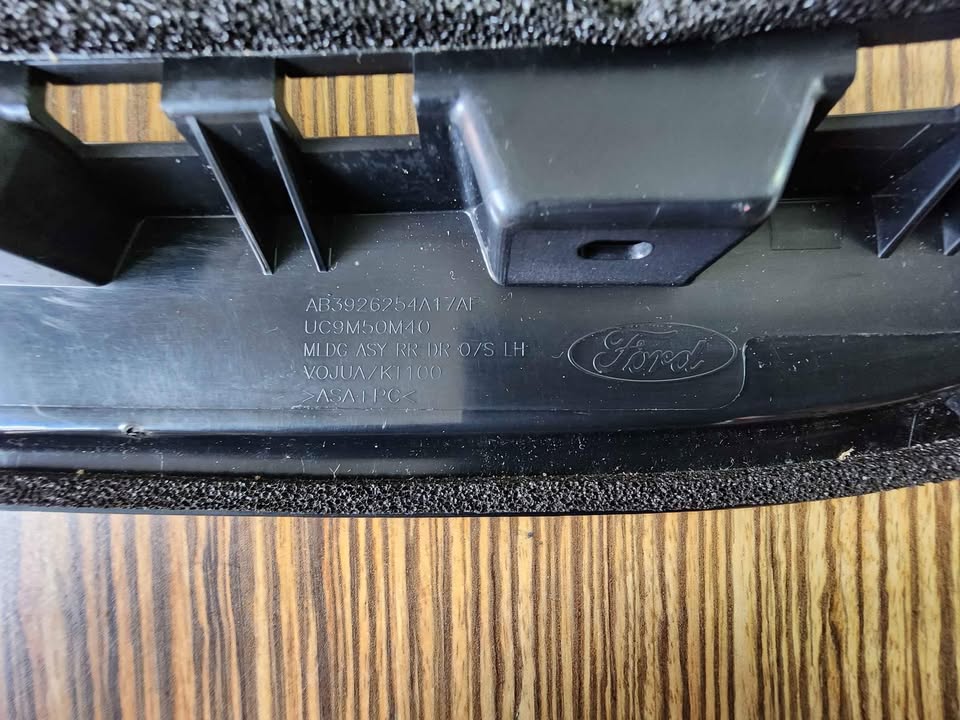 AB3926254A17AF
UC9M50M40
MLDG ASY RR DR O/S LH
VOJUA/K1100
>ASA+PC<
Ford